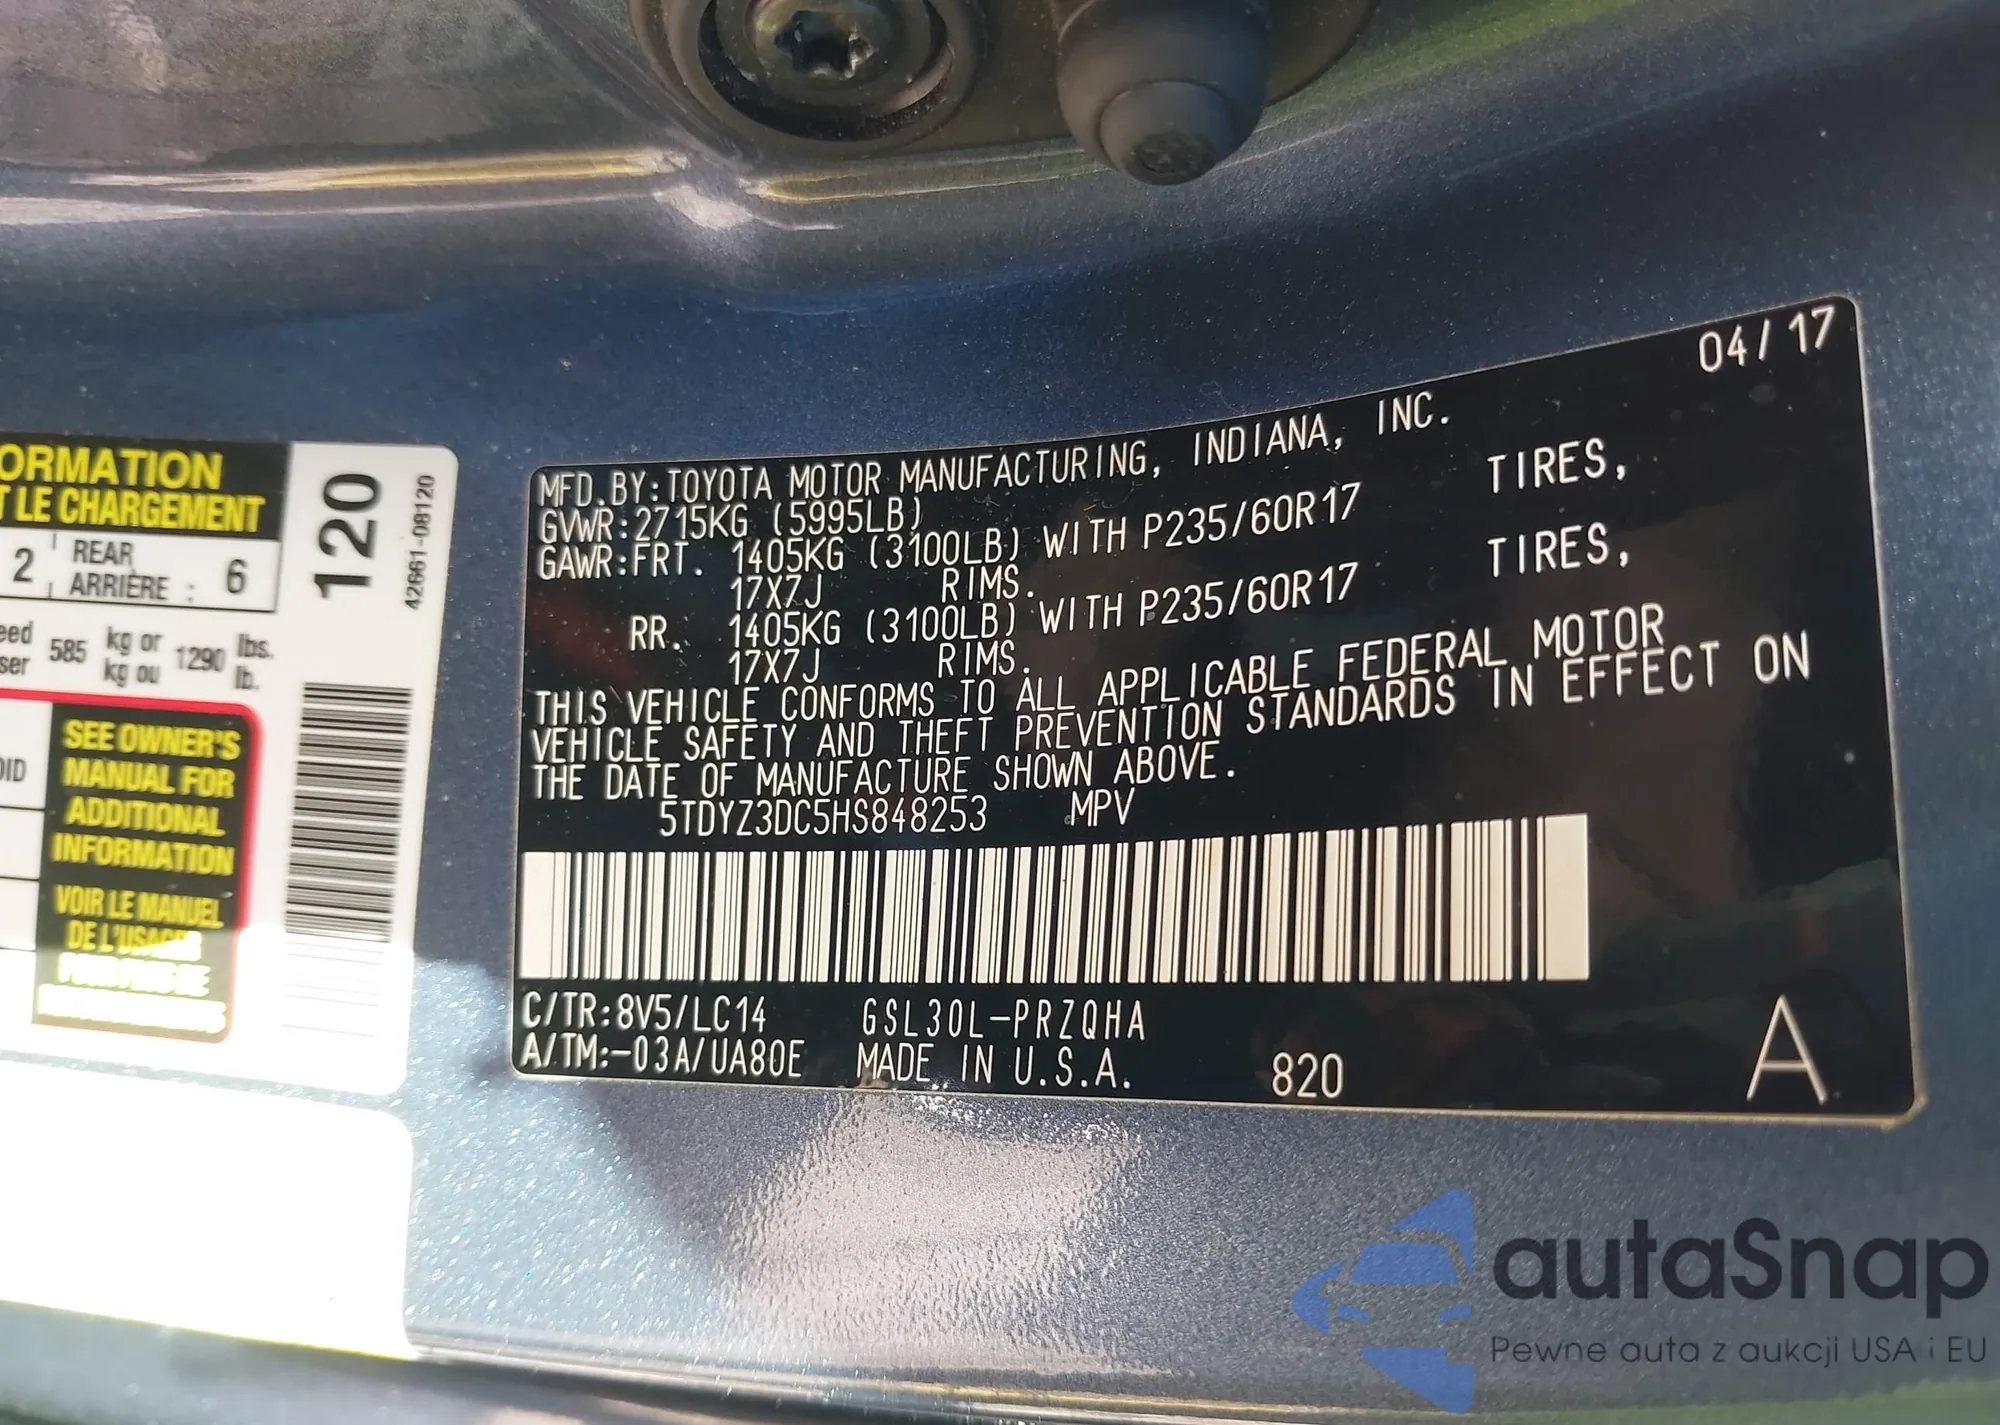 ORMATION
T LE CHARGEMENT
2 REAR
ARRIÈRE : 6
585 kg or 1290 lbs.
kg ou lb.
SEE OWNER'S
MANUAL FOR
ADDITIONAL
INFORMATION
VOIR LE MANUEL
DE L'USAGER
POUR PLUS DE
120
42661-08120
04/17
MFD.BY:TOYOTA MOTOR MANUFACTURING, INDIANA, INC.
GVWR:2715KG (5995LB)
GAWR:FRT. 1405KG (3100LB) WITH P235/60R17 TIRES,
17X7J RIMS.
RR. 1405KG (3100LB) WITH P235/60R17 TIRES,
17X7J RIMS.
THIS VEHICLE CONFORMS TO ALL APPLICABLE FEDERAL MOTOR
VEHICLE SAFETY AND THEFT PREVENTION STANDARDS IN EFFECT ON
THE DATE OF MANUFACTURE SHOWN ABOVE.
5TDYZ3DC5HS848253 MPV
C/TR:8V5/LC14 GSL30L-PRZQHA
A/TM:-03A/UA80E MADE IN U.S.A. 820 A
autaSnap
Pewne auta z aukcji USA i EU